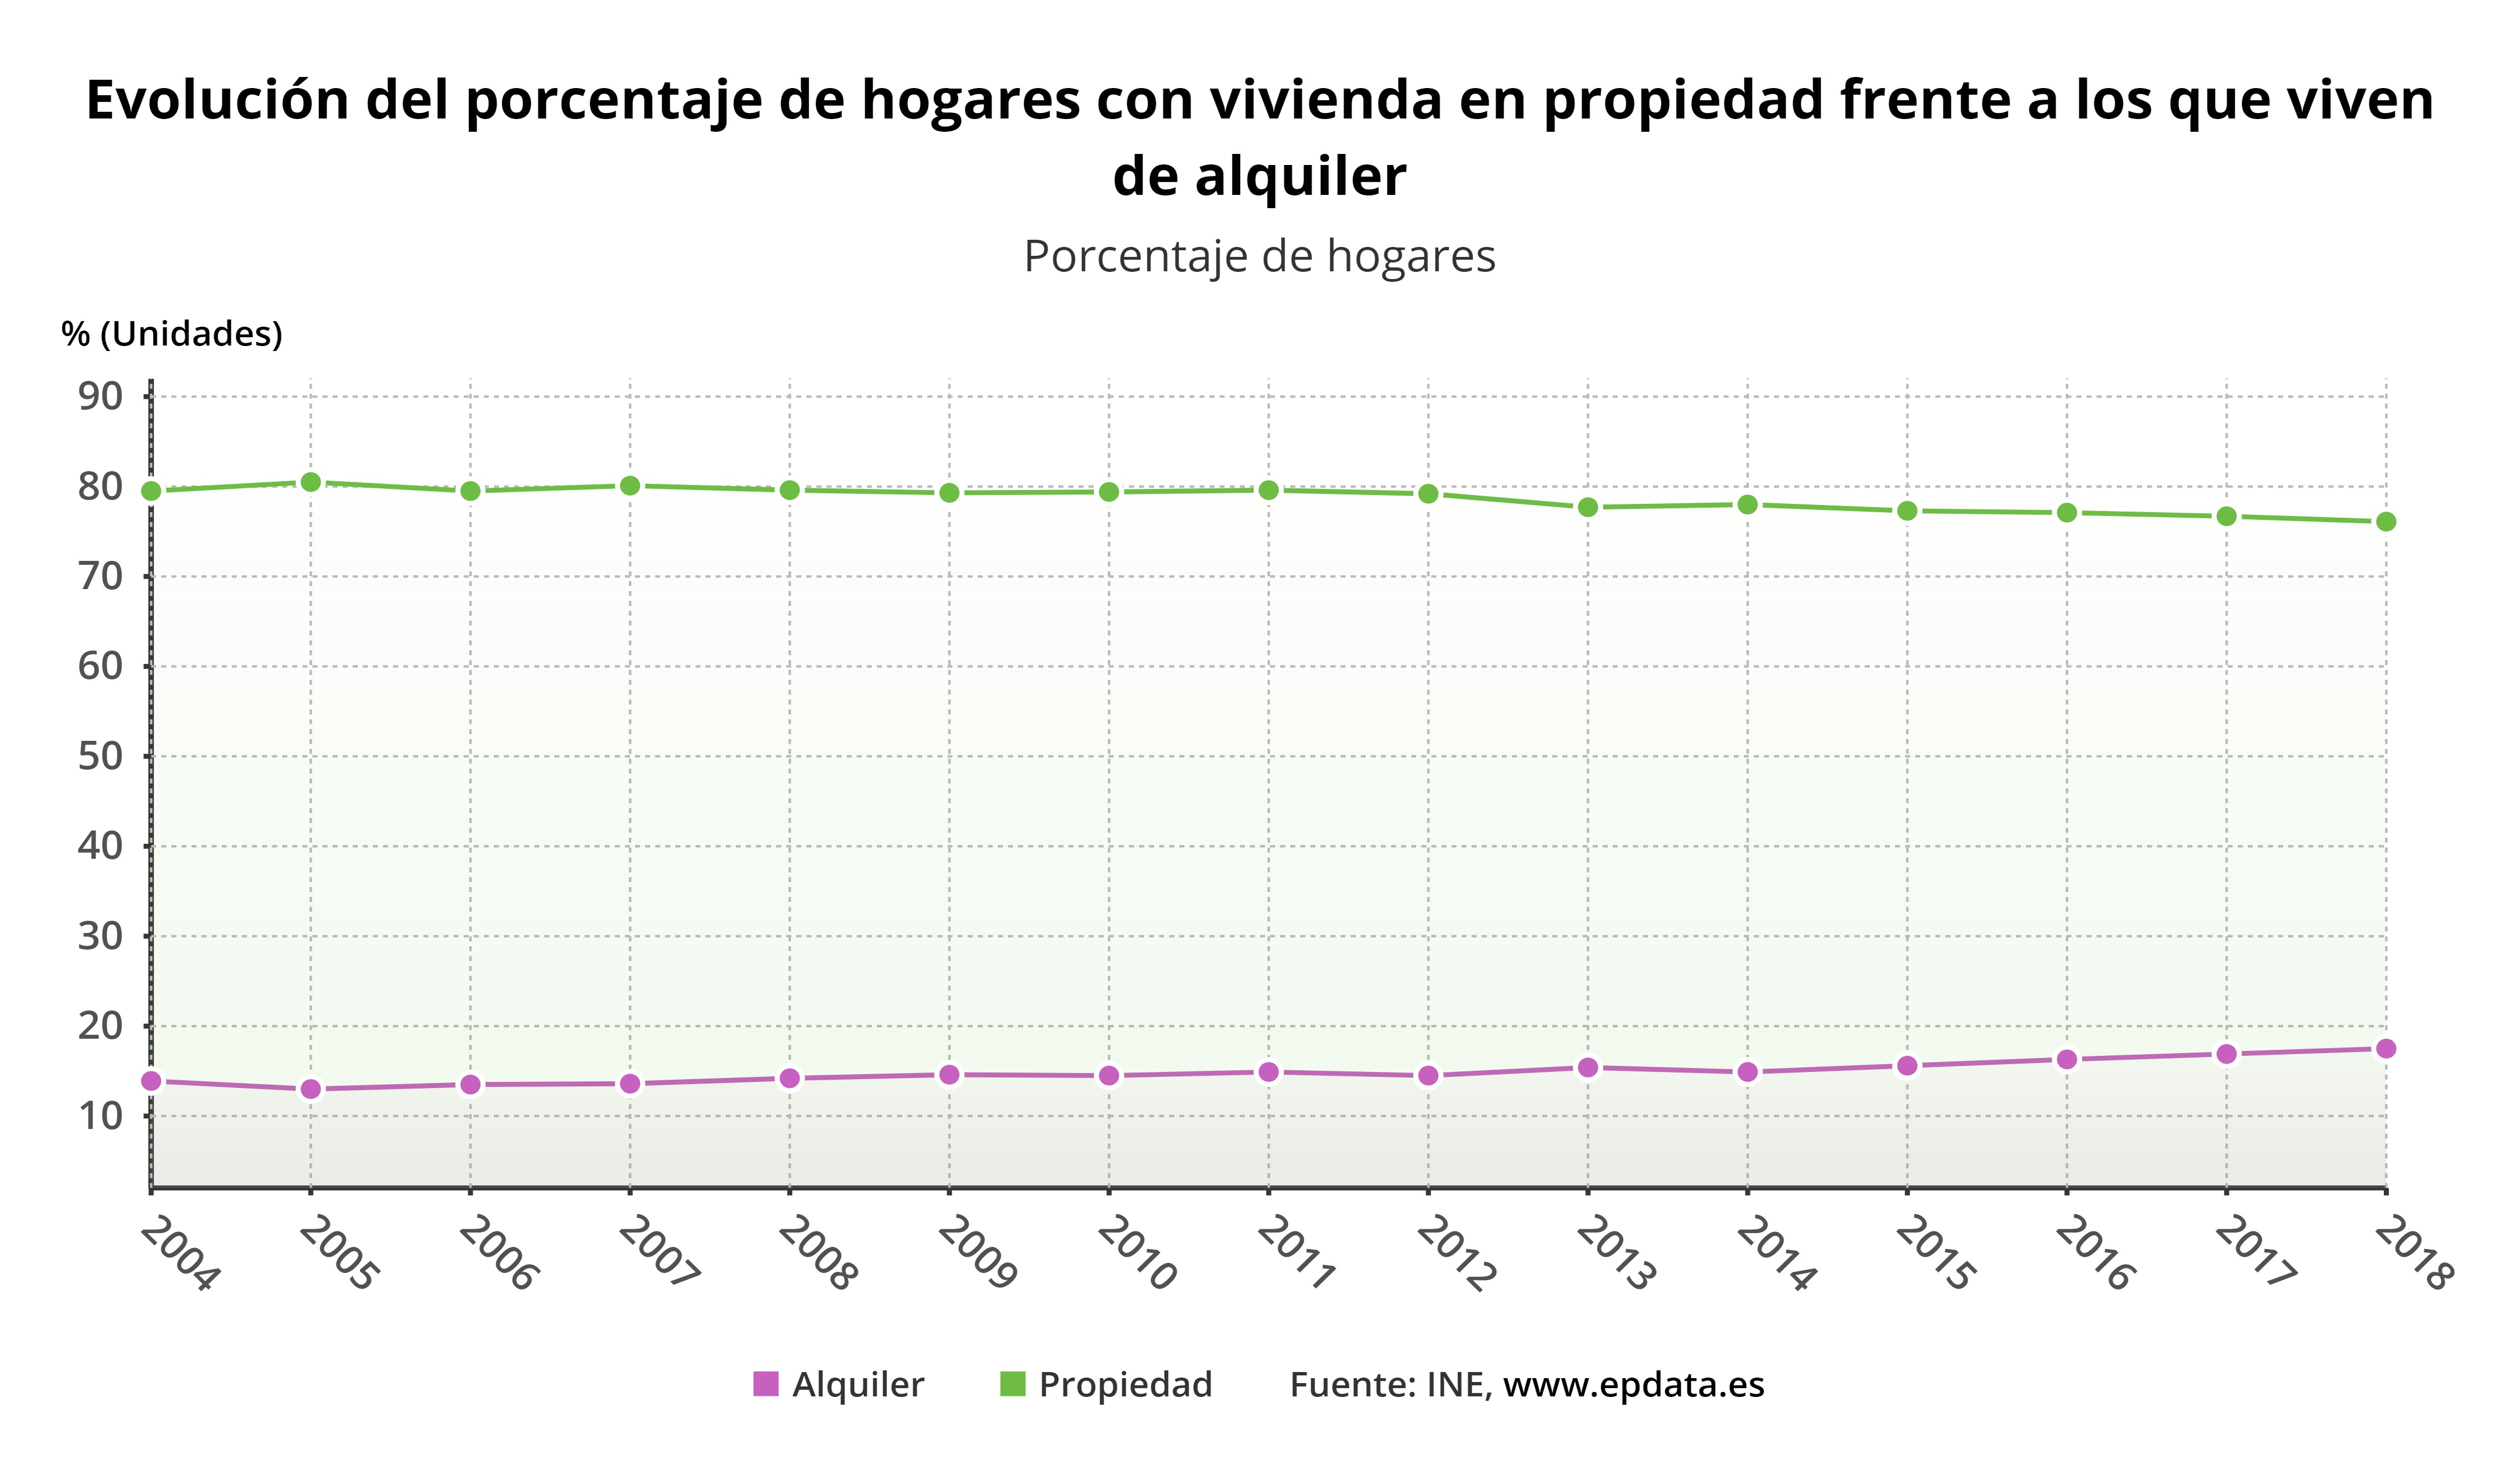 Evolución del porcentaje de hogares con vivienda en propiedad frente a los que viven
de alquiler
Porcentaje de hogares
% (Unidades)
90
80
70
60
50
40
30
20
10
2004 2005 2006 2007 2008 2009 2010 2011 2012 2013 2014 2015 2016 2017 2018
Alquiler Propiedad Fuente: INE, www.epdata.es